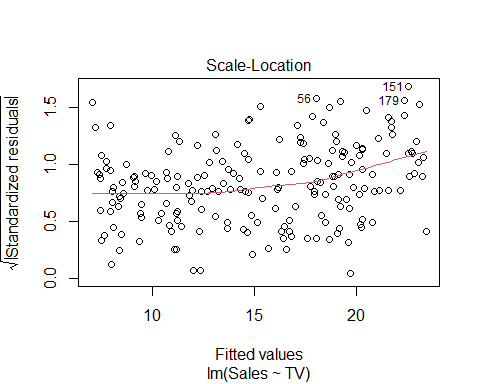 Scale-Location
√|Standardized residuals|
0.0 0.5 1.0 1.5
151
56
179
10 15 20
Fitted values
lm(Sales ~ TV)